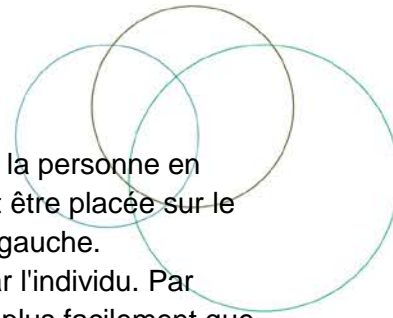 la personne en
être placée sur le
gauche.
l'individu. Par
plus facilement que